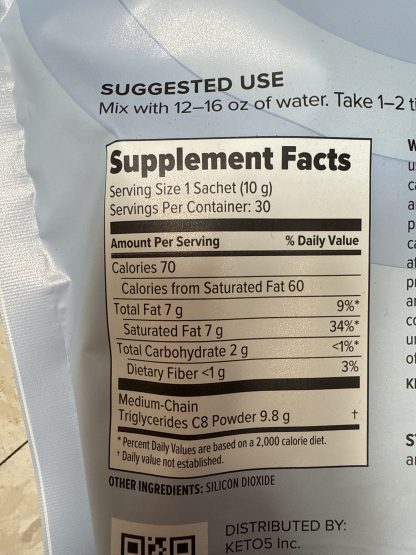 SUGGESTED USE
Mix with 12–16 oz of water. Take 1–2
Supplement Facts
Serving Size 1 Sachet (10 g)
Servings Per Container: 30
Amount Per Serving % Daily Value
Calories 70
Calories from Saturated Fat 60
Total Fat 7 g 9%*
Saturated Fat 7 g 34%*
Total Carbohydrate 2 g <1%*
Dietary Fiber <1 g 3%
Medium-Chain
Triglycerides C8 Powder 9.8 g †
* Percent Daily Values are based on a 2,000 calorie diet.
† Daily value not established.
OTHER INGREDIENTS: SILICON DIOXIDE
DISTRIBUTED BY:
KETO5 Inc.